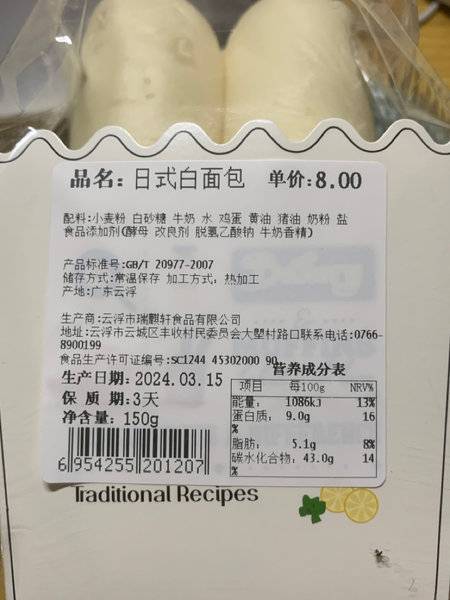 品名：日式白面包 单价：8.00
配料：小麦粉 白砂糖 牛奶 水 鸡蛋 黄油 猪油 奶粉 盐
食品添加剂(酵母 改良剂 脱氢乙酸钠 牛奶香精)
产品标准号:GB/T 20977-2007
储存方式:常温保存 加工方式：热加工
产地:广东云浮
生产商:云浮市瑞麒轩食品有限公司
地址:云浮市云城区丰收村民委员会大塱村路口联系电话:0766-
8900199
食品生产许可证编号:SC1244 45302000 90
生产日期: 2024.03.15
保 质 期:3天
净含量: 150g
6 954255 201207
营养成分表
项目 每100g NRV%
能量: 1086kJ 13%
蛋白质: 9.0g 16
%
脂肪: 5.1g 8%
碳水化合物: 43.0g 14
%
Traditional Recipes